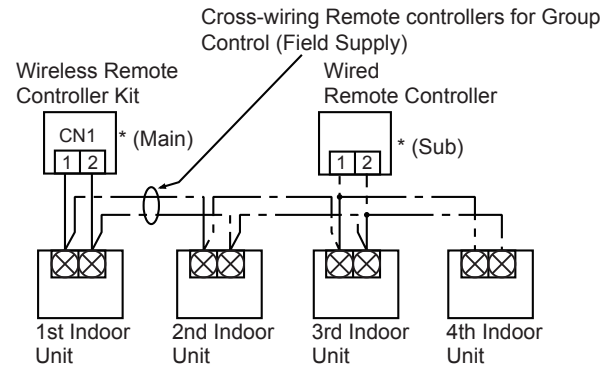 Cross-wiring Remote controllers for Group
Control (Field Supply)
Wireless Remote
Controller Kit
Wired
Remote Controller
CN1
* (Main)
1 2
* (Sub)
1 2
1st Indoor
Unit
2nd Indoor
Unit
3rd Indoor
Unit
4th Indoor
Unit